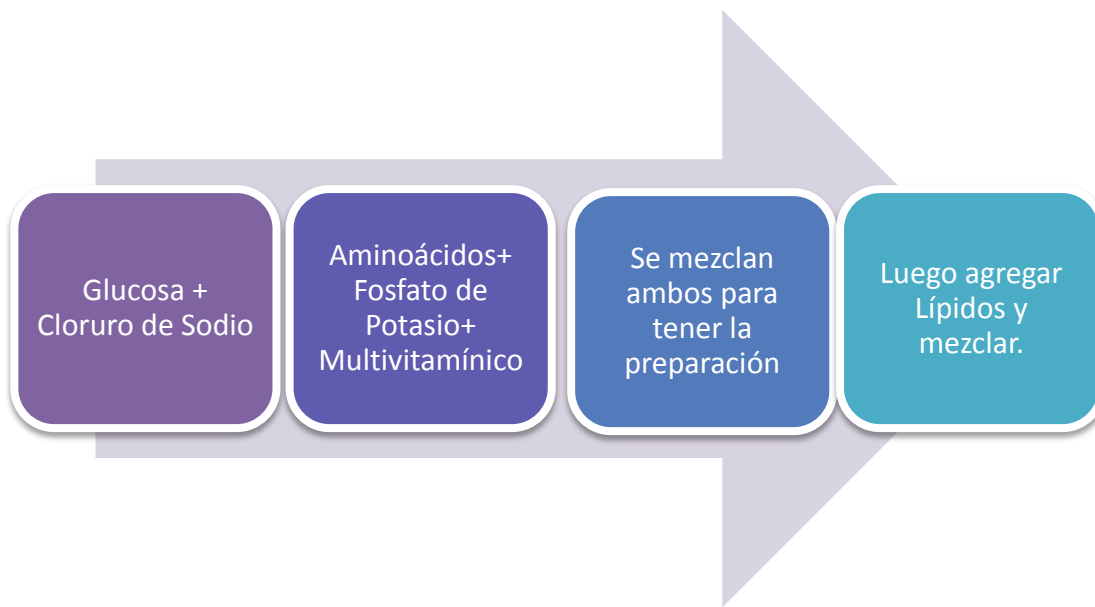 Glucosa +
Cloruro de Sodio
Aminoácidos+
Fosfato de
Potasio+
Multivitamínico
Se mezclan
ambos para
tener la
preparación
Luego agregar
Lípidos y
mezclar.